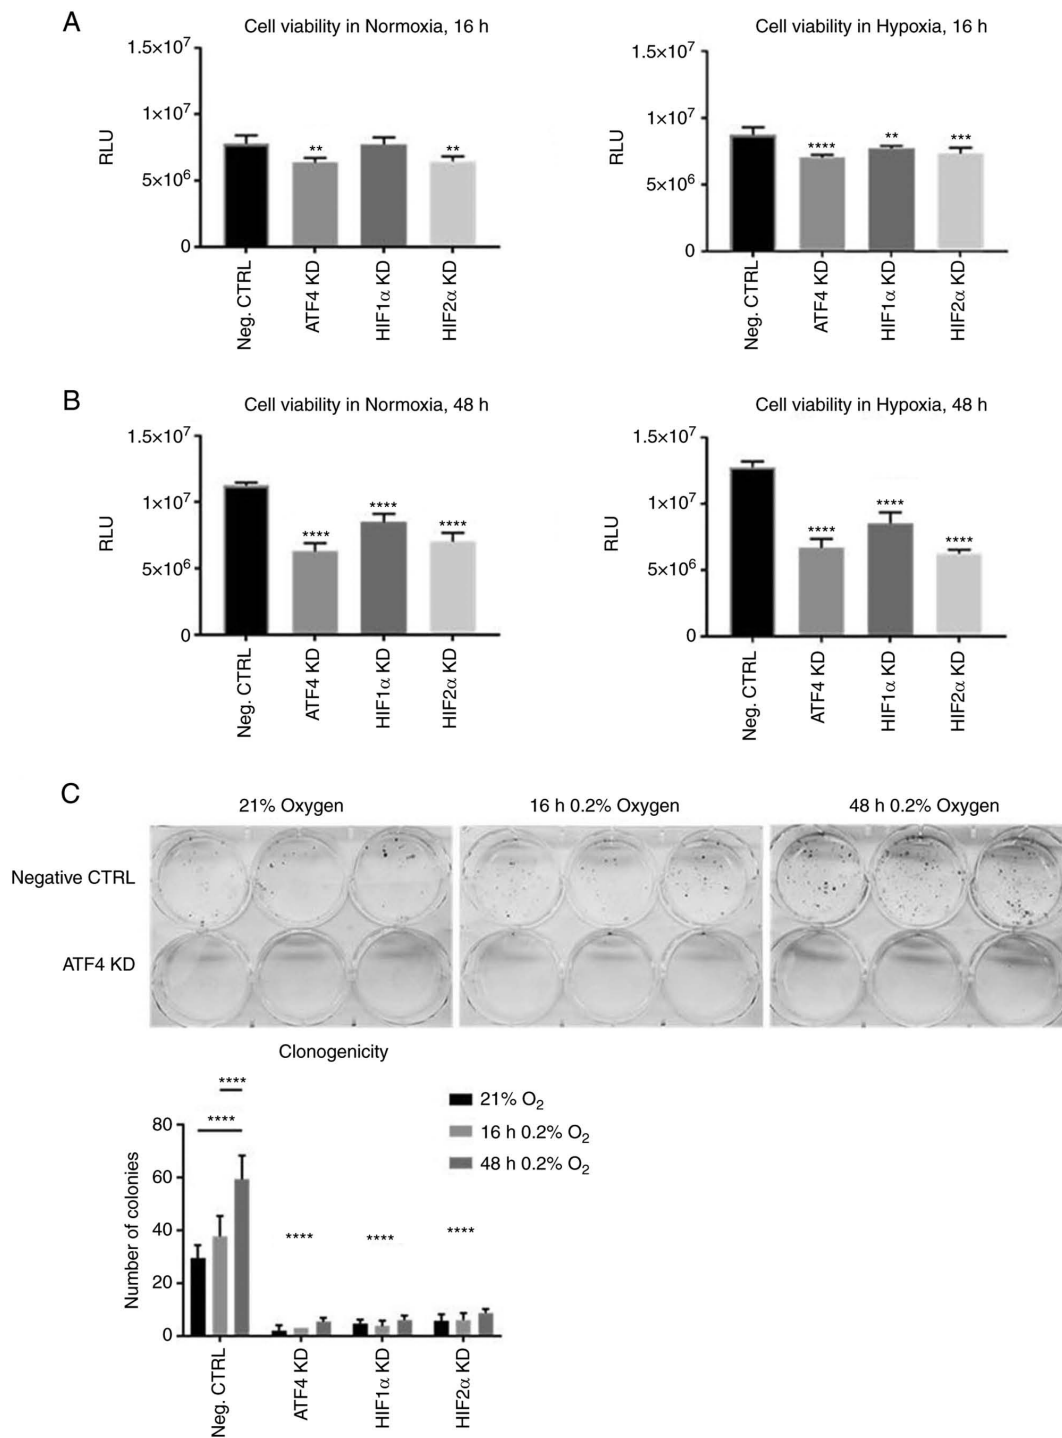 A
Cell viability in Normoxia, 16 h
1.5×10⁷
1×10⁷
5×10⁶
0
RLU
** **
Neg. CTRL
ATF4 KD
HIF1α KD
HIF2α KD
Cell viability in Hypoxia, 16 h
1.5×10⁷
1×10⁷
5×10⁶
0
RLU
**** ** ***
Neg. CTRL
ATF4 KD
HIF1α KD
HIF2α KD
B
Cell viability in Normoxia, 48 h
1.5×10⁷
1×10⁷
5×10⁶
0
RLU
**** **** ****
Neg. CTRL
ATF4 KD
HIF1α KD
HIF2α KD
Cell viability in Hypoxia, 48 h
1.5×10⁷
1×10⁷
5×10⁶
0
RLU
**** **** ****
Neg. CTRL
ATF4 KD
HIF1α KD
HIF2α KD
C
21% Oxygen
16 h 0.2% Oxygen
48 h 0.2% Oxygen
Negative CTRL
ATF4 KD
Clonogenicity
****
****
21% O₂
16 h 0.2% O₂
48 h 0.2% O₂
80
60
40
20
0
Number of colonies
**** **** ****
Neg. CTRL
ATF4 KD
HIF1α KD
HIF2α KD